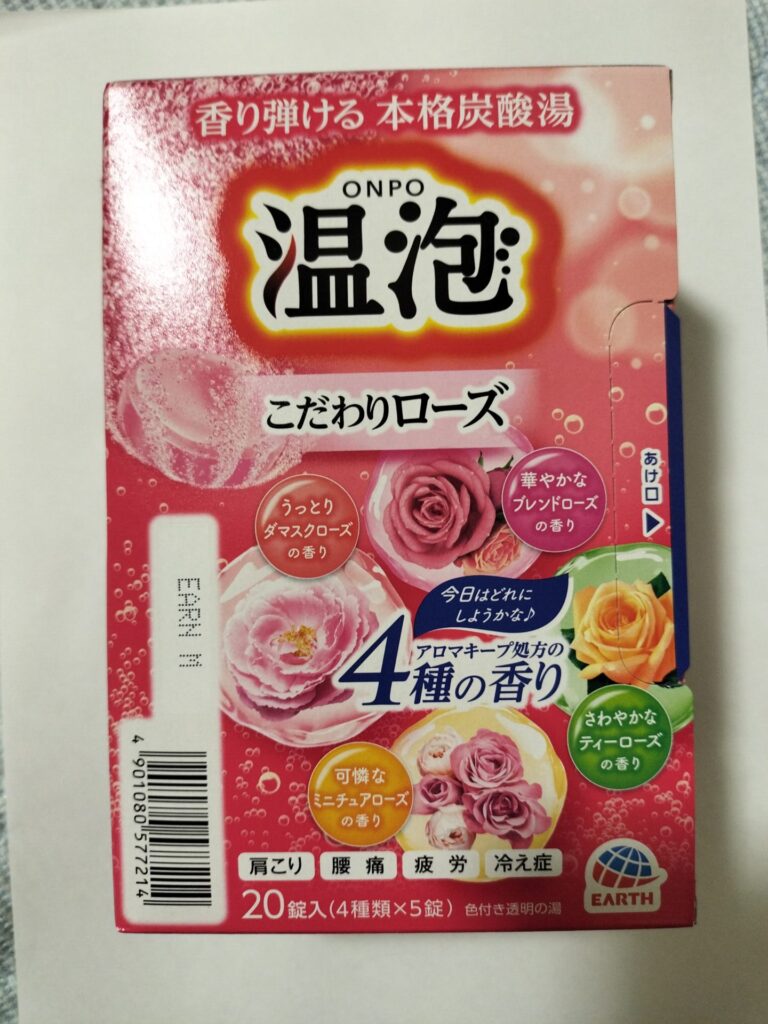 香り弾ける 本格炭酸湯
ONPO
温泡
こだわりローズ
うっとり
ダマスクローズ
の香り
華やかな
ブレンドローズ
の香り
あけ口
今日はどれに
しようかな♪
アロマキープ処方の
4種の香り
さわやかな
ティーローズ
の香り
可憐な
ミニチュアローズ
の香り
EARN M
4 901080 577214
肩こり 腰痛 疲労 冷え症
20錠入(4種類×5錠) 色付き透明の湯
EARTH